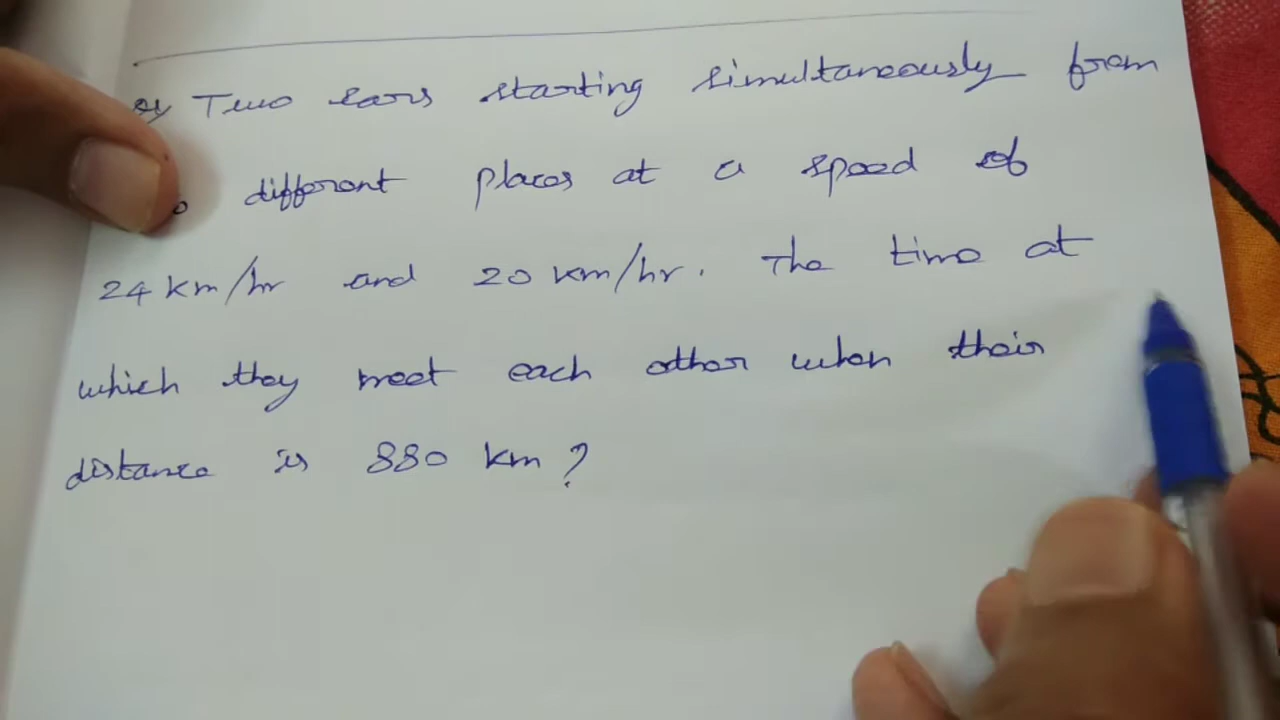 Two cars starting simultaneously from
different places at a speed of
24 km/hr and 20 km/hr. The time at
which they meet each other when their
distance is 880 km?